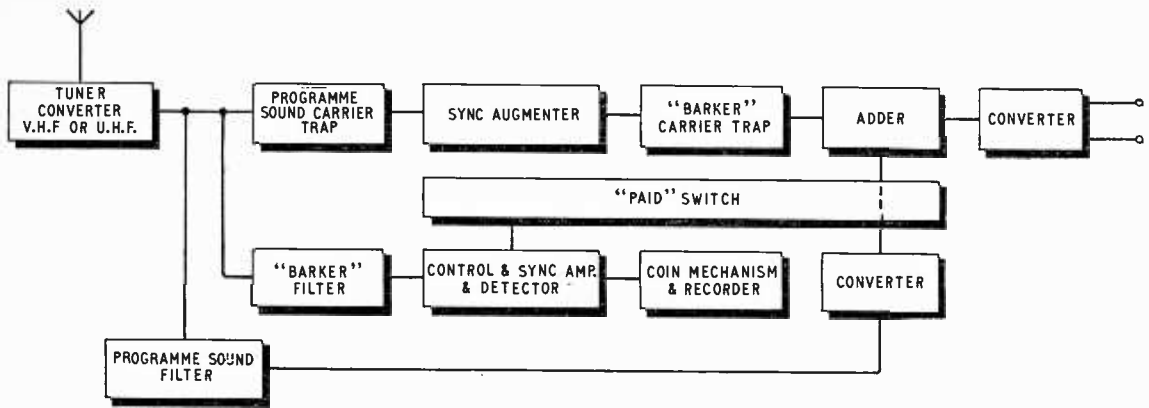 TUNER
CONVERTER
V.H.F OR U.H.F.
PROGRAMME
SOUND CARRIER
TRAP
SYNC AUGMENTER
“BARKER”
CARRIER TRAP
ADDER
CONVERTER
“PAID” SWITCH
“BARKER”
FILTER
CONTROL & SYNC AMP.
& DETECTOR
COIN MECHANISM
& RECORDER
CONVERTER
PROGRAMME SOUND
FILTER